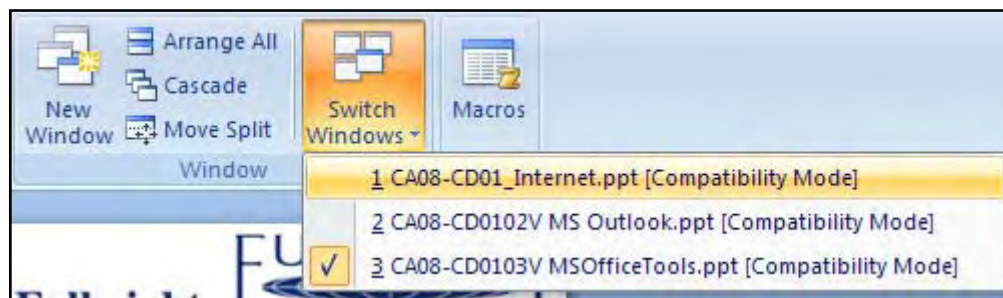 New Window
Arrange All
Cascade
Move Split
Switch Windows
Macros
Window
1 CA08-CD01_Internet.ppt [Compatibility Mode]
2 CA08-CD0102V MS Outlook.ppt [Compatibility Mode]
3 CA08-CD0103V MSOfficeTools.ppt [Compatibility Mode]